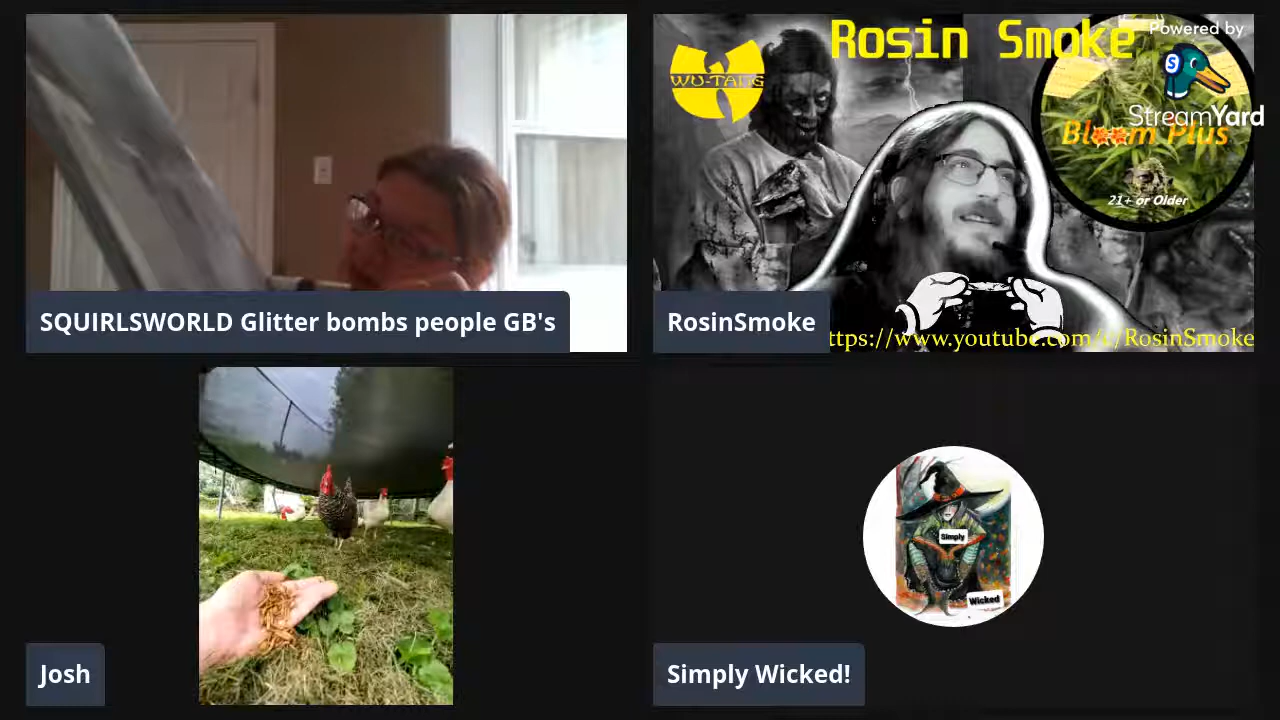 Rosin Smoke
Powered by
StreamYard
WU-TANG
Bloom Plus
21+ or Older
SQUIRLSWORLD Glitter bombs people GB's
RosinSmoke
ttps://www.youtube.com/c/RosinSmoke
Simply
Wicked
Josh
Simply Wicked!